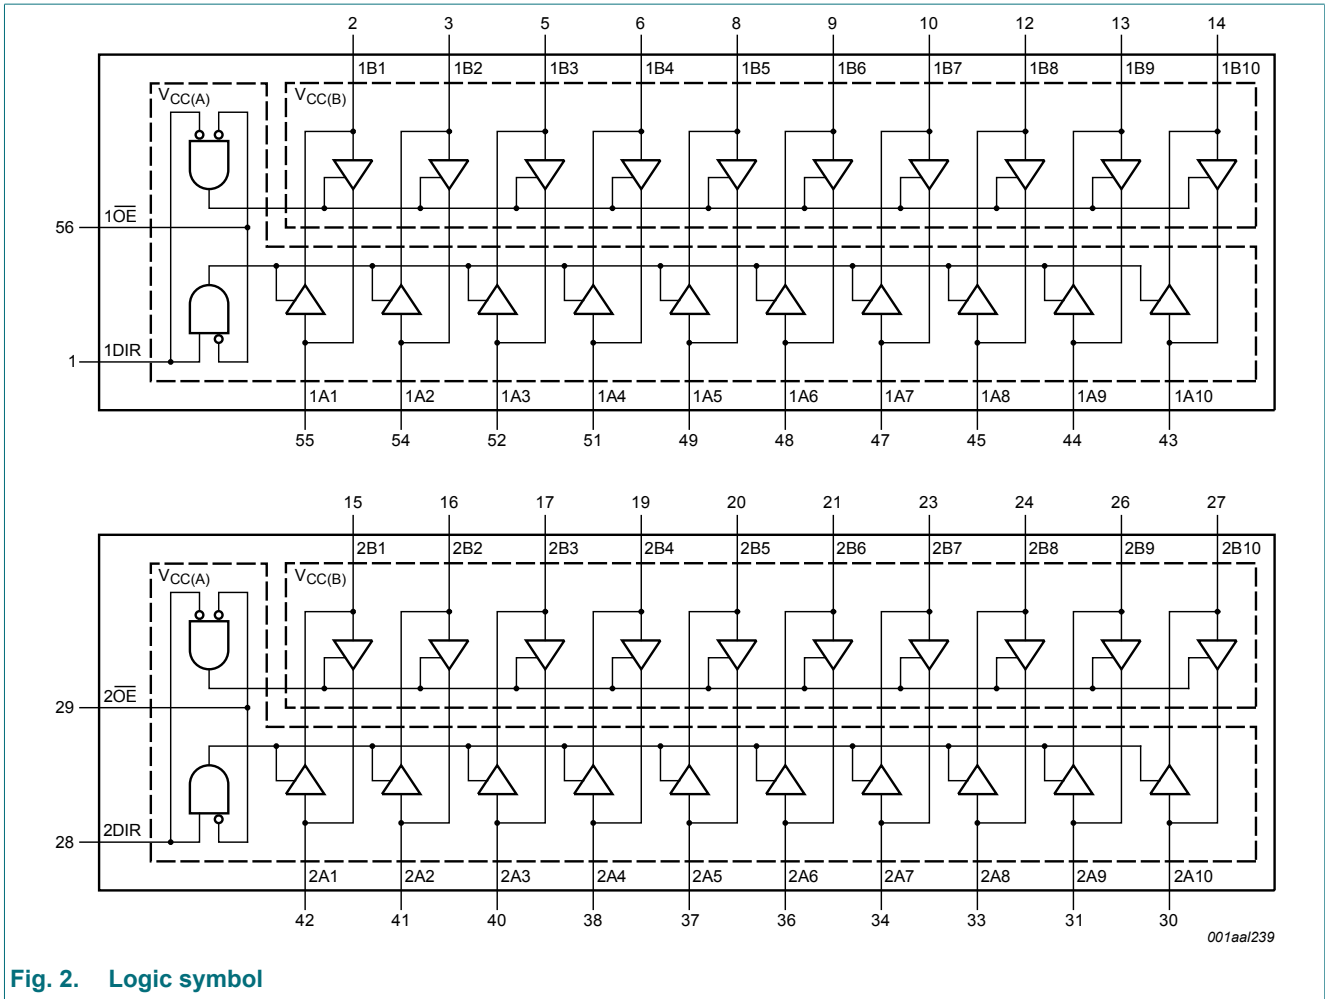 2 3 5 6 8 9 10 12 13 14
1B1 1B2 1B3 1B4 1B5 1B6 1B7 1B8 1B9 1B10
VCC(A) VCC(B)
56 1O̅E̅
1 1DIR
1A1 1A2 1A3 1A4 1A5 1A6 1A7 1A8 1A9 1A10
55 54 52 51 49 48 47 45 44 43
15 16 17 19 20 21 23 24 26 27
2B1 2B2 2B3 2B4 2B5 2B6 2B7 2B8 2B9 2B10
VCC(A) VCC(B)
29 2O̅E̅
28 2DIR
2A1 2A2 2A3 2A4 2A5 2A6 2A7 2A8 2A9 2A10
42 41 40 38 37 36 34 33 31 30
001aal239
Fig. 2. Logic symbol